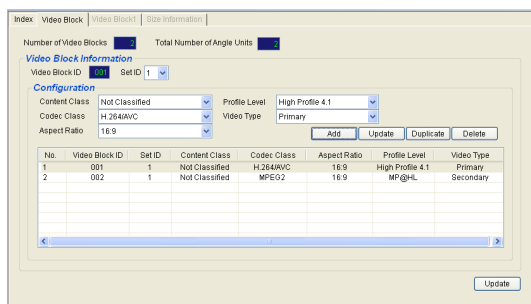 Index Video Block Video Block1 Size Information
Number of Video Blocks 2 Total Number of Angle Units 2
Video Block Information
Video Block ID 001 Set ID 1
Configuration
Content Class Not Classified Profile Level High Profile 4.1
Codec Class H.264/AVC Video Type Primary
Aspect Ratio 16:9 Add Update Duplicate Delete
No. Video Block ID Set ID Content Class Codec Class Aspect Ratio Profile Level Video Type
1 001 1 Not Classified H.264/AVC 16:9 High Profile 4.1 Primary
2 002 1 Not Classified MPEG2 16:9 MP@HL Secondary
Update